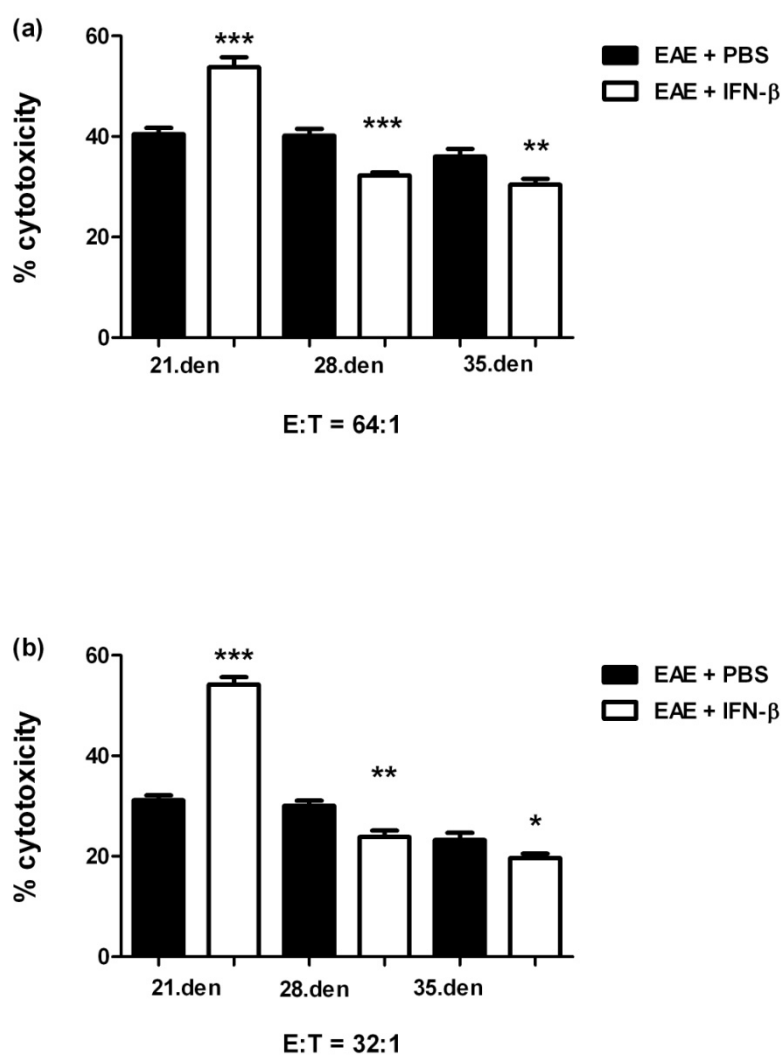 (a)
60
40
20
0
% cytotoxicity
***
***
**
EAE + PBS
EAE + IFN-β
21.den 28.den 35.den
E:T = 64:1
(b)
60
40
20
0
% cytotoxicity
***
**
*
EAE + PBS
EAE + IFN-β
21.den 28.den 35.den
E:T = 32:1